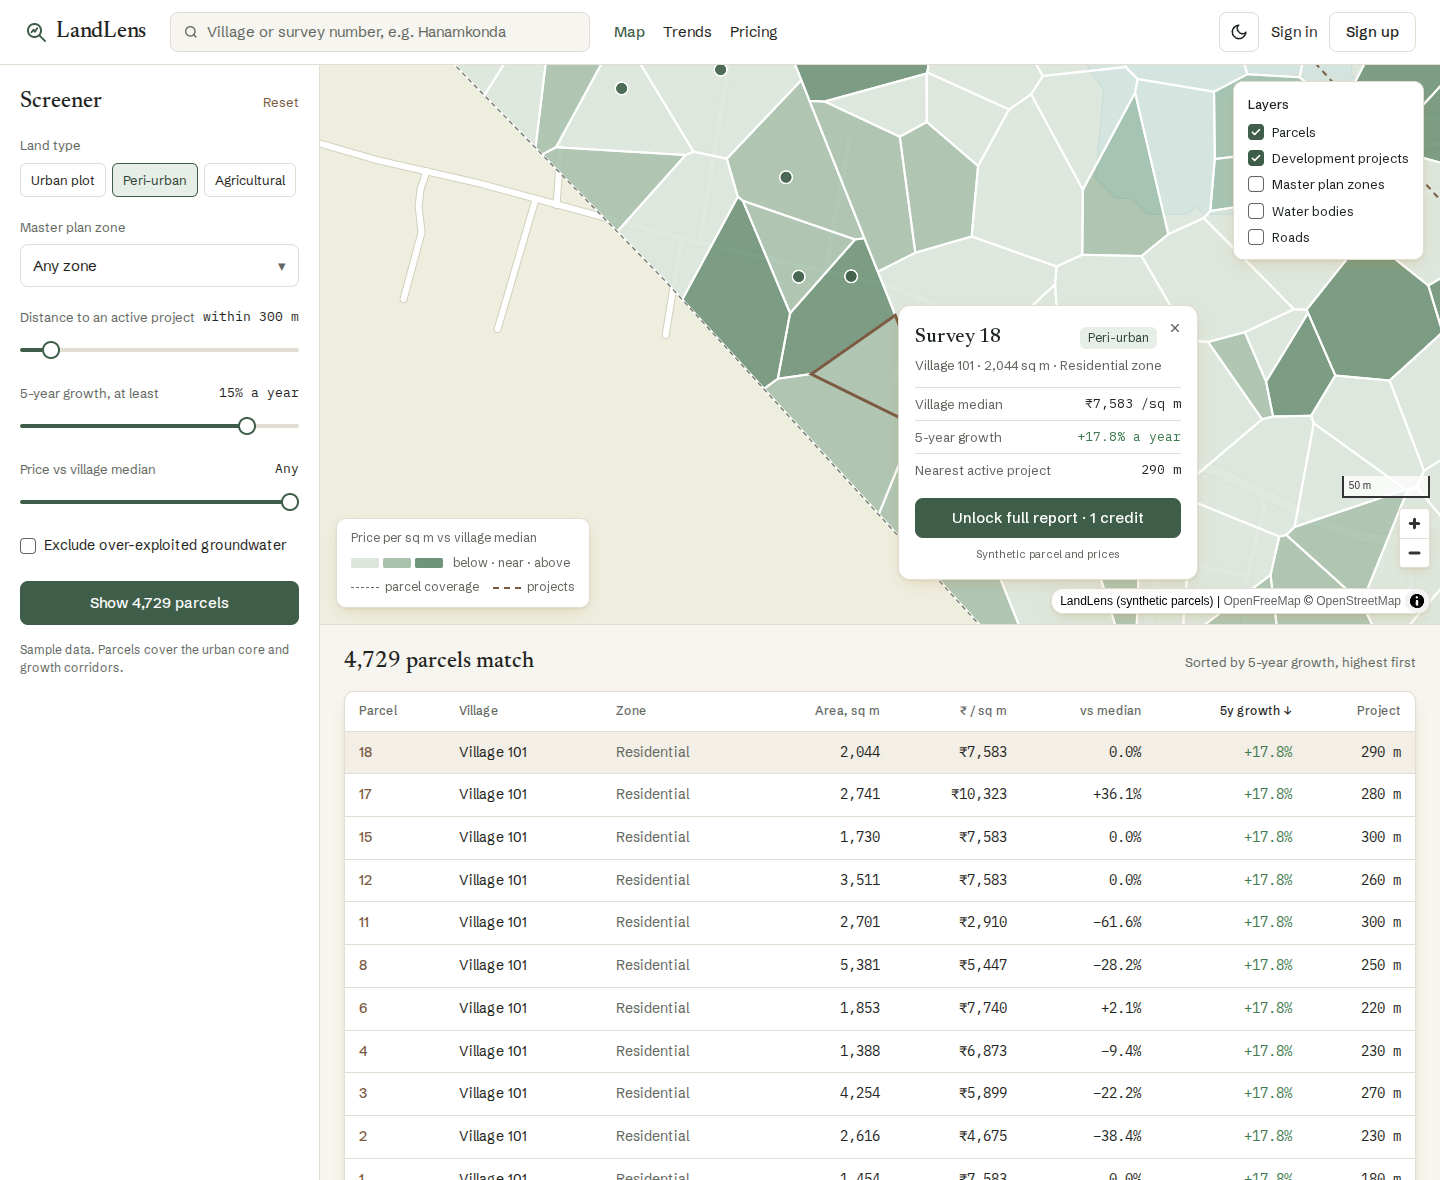 LandLens
Village or survey number, e.g. Hanamkonda
Map
Trends
Pricing
Sign in
Sign up
Screener
Reset
Land type
Urban plot
Peri-urban
Agricultural
Master plan zone
Any zone
Distance to an active project within 300 m
5-year growth, at least 15% a year
Price vs village median Any
Exclude over-exploited groundwater
Show 4,729 parcels
Sample data. Parcels cover the urban core and
growth corridors.
Layers
Parcels
Development projects
Master plan zones
Water bodies
Roads
Survey 18
Peri-urban
×
Village 101 · 2,044 sq m · Residential zone
Village median ₹7,583 /sq m
5-year growth +17.8% a year
Nearest active project 290 m
Unlock full report · 1 credit
Synthetic parcel and prices
Price per sq m vs village median
below · near · above
parcel coverage projects
50 m
+
−
LandLens (synthetic parcels) | OpenFreeMap © OpenStreetMap
4,729 parcels match
Sorted by 5-year growth, highest first
Parcel Village Zone Area, sq m ₹ / sq m vs median 5y growth ↓ Project
18 Village 101 Residential 2,044 ₹7,583 0.0% +17.8% 290 m
17 Village 101 Residential 2,741 ₹10,323 +36.1% +17.8% 280 m
15 Village 101 Residential 1,730 ₹7,583 0.0% +17.8% 300 m
12 Village 101 Residential 3,511 ₹7,583 0.0% +17.8% 260 m
11 Village 101 Residential 2,701 ₹2,910 −61.6% +17.8% 300 m
8 Village 101 Residential 5,381 ₹5,447 −28.2% +17.8% 250 m
6 Village 101 Residential 1,853 ₹7,740 +2.1% +17.8% 220 m
4 Village 101 Residential 1,388 ₹6,873 −9.4% +17.8% 230 m
3 Village 101 Residential 4,254 ₹5,899 −22.2% +17.8% 270 m
2 Village 101 Residential 2,616 ₹4,675 −38.4% +17.8% 230 m
1 Village 101 Residential 1,454 ₹7,583 0.0% +17.8% 180 m